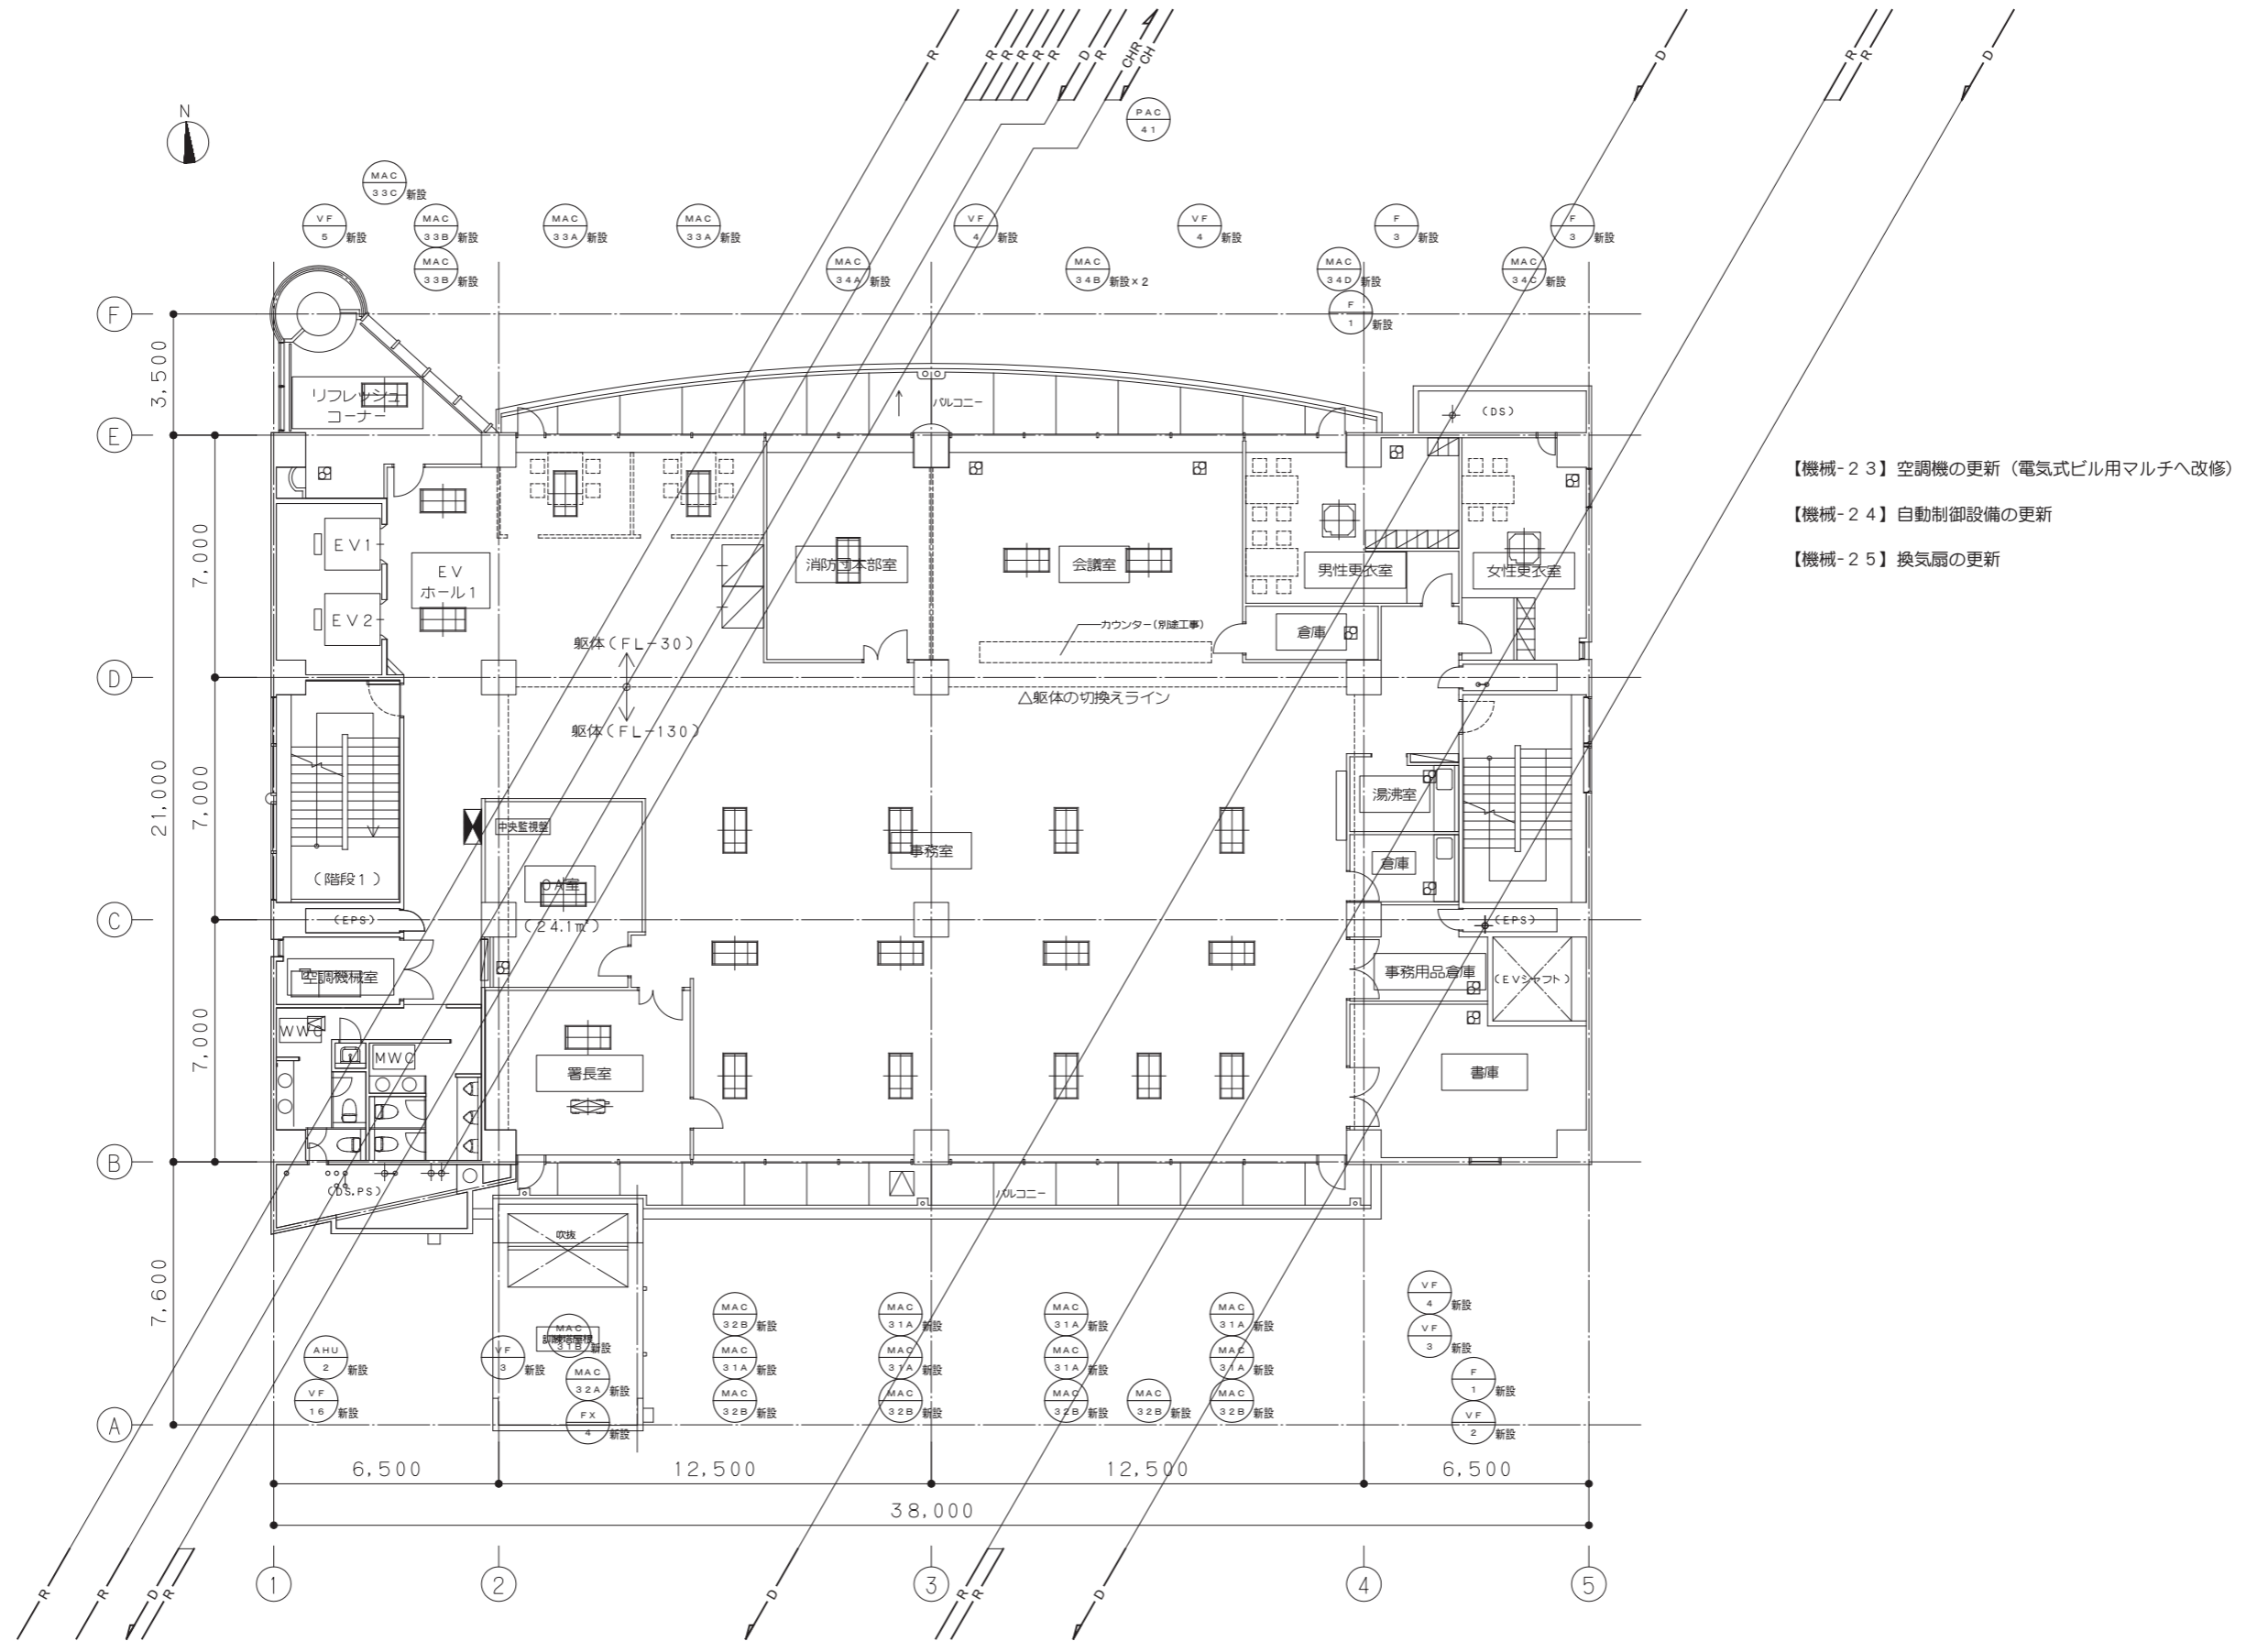 R
R R R R R
D R
CHR CH
D
R R
D
N
PAC 41
MAC 33C 新設
VF 5 新設
MAC 33B 新設
MAC 33A 新設
MAC 33A 新設
VF 4 新設
VF 4 新設
F 3 新設
F 3 新設
MAC 33B 新設
MAC 34A 新設
MAC 34B 新設×2
MAC 34D 新設
MAC 34C 新設
F 1 新設
F
3,500
リフレッシュ
コーナー
バルコニー
(DS)
E
【機械-23】空調機の更新（電気式ビル用マルチへ改修）
【機械-24】自動制御設備の更新
【機械-25】換気扇の更新
7,000
EV1
EV
ホール1
EV2
消防団本部室
会議室
男性更衣室
女性更衣室
カウンター(別途工事)
倉庫
躯体(FL-30)
D
△躯体の切換えライン
躯体(FL-130)
21,000
7,000
湯沸室
中央監視盤
事務室
倉庫
(階段1)
OA室
(24.1㎡)
C
(EPS)
(EPS)
空調機械室
事務用品倉庫
(EVシャフト)
7,000
WWC
MWC
署長室
書庫
B
(DS,PS)
バルコニー
吹抜
7,600
訓練塔屋根
VF 4 新設
MAC 32B 新設
MAC 31A 新設
MAC 31A 新設
MAC 31A 新設
MAC 31B 新設
VF 3 新設
AHU 2 新設
VF 3 新設
MAC 31A 新設
MAC 31A 新設
MAC 31A 新設
MAC 31A 新設
MAC 32A 新設
F 1 新設
VF 16 新設
FX 4 新設
MAC 32B 新設
MAC 32B 新設
MAC 32B 新設
MAC 32B 新設
MAC 32B 新設
VF 2 新設
A
6,500
12,500
12,500
6,500
38,000
1
2
3
4
5
R
R
D R
D
R R
D